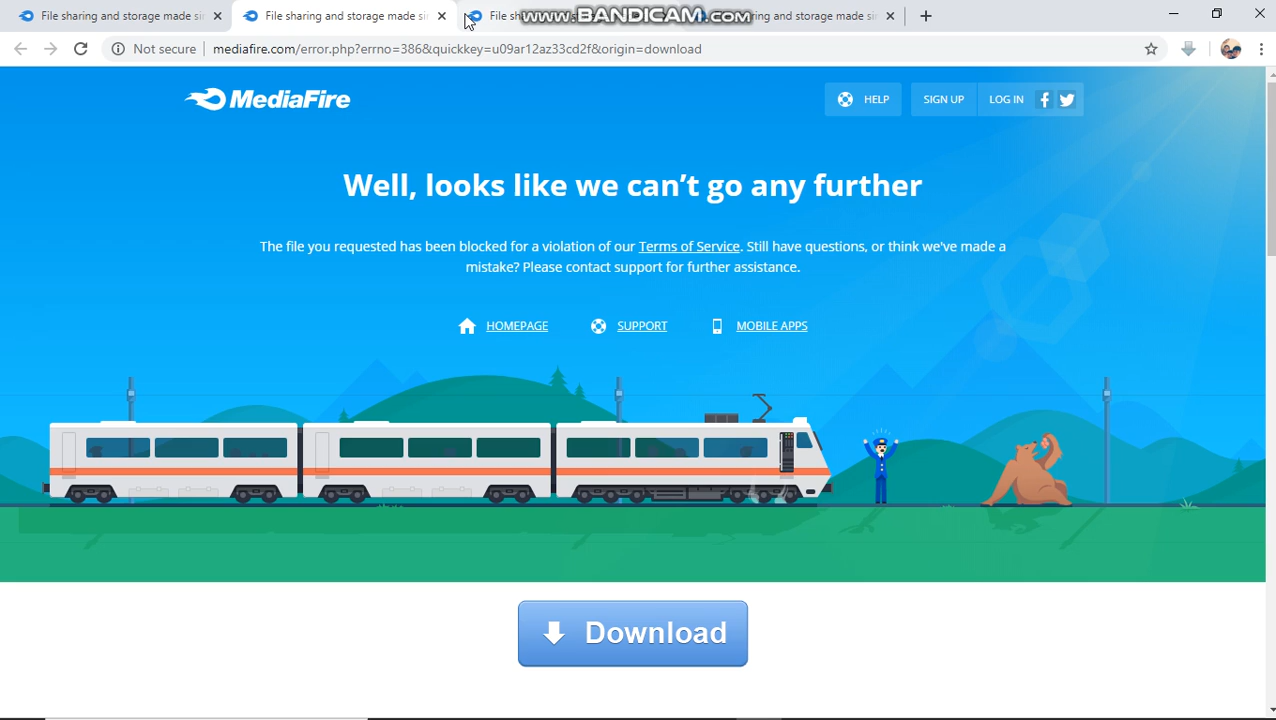 File sharing and storage made si
File sharing and storage made si
File sh
www.BANDICAM.com
ring and storage made si
Not secure
mediafire.com/error.php?errno=386&quickkey=u09ar12az33cd2f&origin=download
MediaFire
HELP
SIGN UP
LOG IN
Well, looks like we can't go any further
The file you requested has been blocked for a violation of our Terms of Service. Still have questions, or think we've made a
mistake? Please contact support for further assistance.
HOMEPAGE
SUPPORT
MOBILE APPS
Download